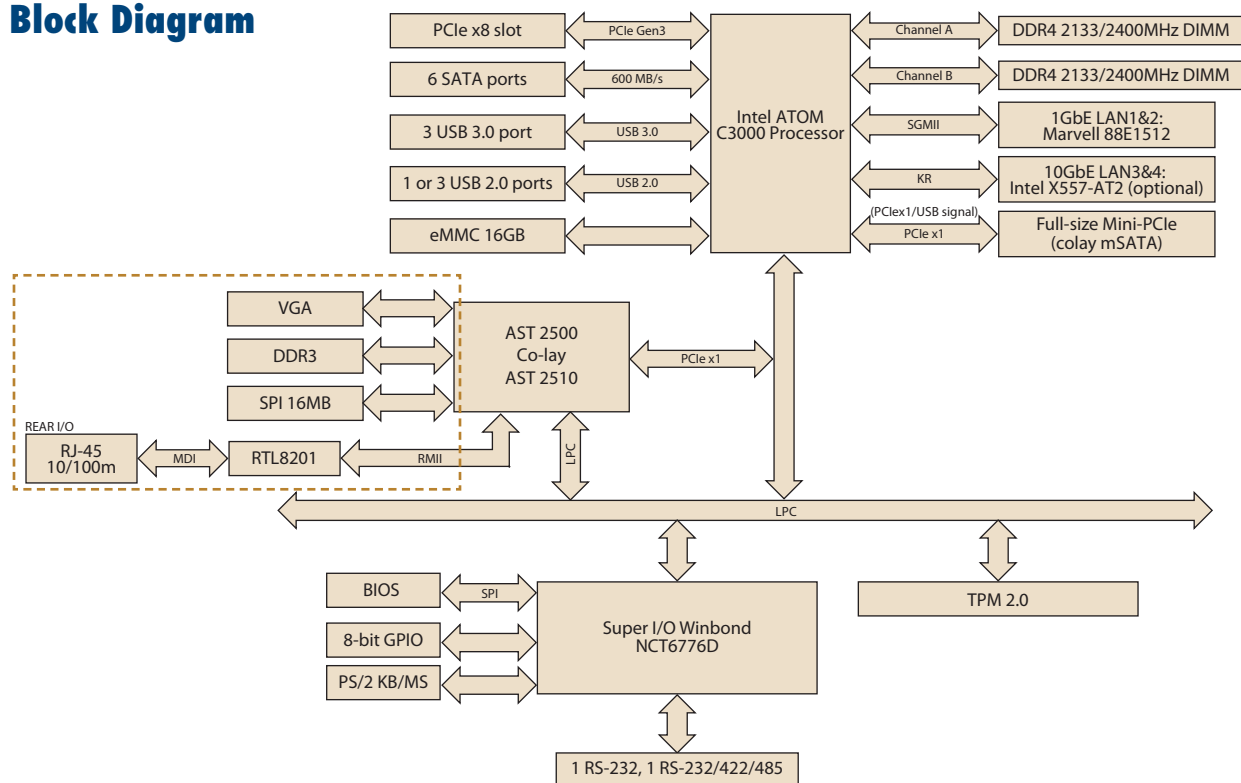 Block Diagram
PCIe x8 slot
PCIe Gen3
6 SATA ports
600 MB/s
3 USB 3.0 port
USB 3.0
1 or 3 USB 2.0 ports
USB 2.0
eMMC 16GB
Intel ATOM
C3000 Processor
Channel A
DDR4 2133/2400MHz DIMM
Channel B
DDR4 2133/2400MHz DIMM
SGMII
1GbE LAN1&2:
Marvell 88E1512
KR
10GbE LAN3&4:
Intel X557-AT2 (optional)
(PCIex1/USB signal)
PCIe x1
Full-size Mini-PCIe
(colay mSATA)
VGA
DDR3
SPI 16MB
AST 2500
Co-lay
AST 2510
PCIe x1
REAR I/O
RJ-45
10/100m
MDI
RTL8201
RMII
LPC
LPC
BIOS
SPI
8-bit GPIO
PS/2 KB/MS
Super I/O Winbond
NCT6776D
TPM 2.0
1 RS-232, 1 RS-232/422/485